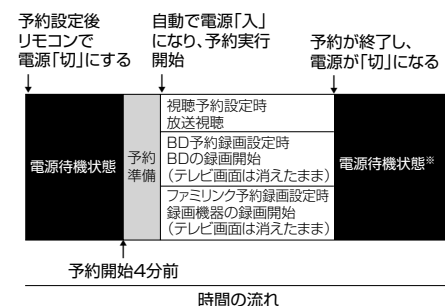 予約設定後
リモコンで
電源「切」にする
自動で電源「入」
になり、予約実行
開始
予約が終了し、
電源が「切」になる
電源待機状態
予約
準備
視聴予約設定時
放送視聴
BD予約録画設定時
BDの録画開始
(テレビ画面は消えたまま)
ファミリンク予約録画設定時
録画機器の録画開始
(テレビ画面は消えたまま)
電源待機状態※
予約開始4分前
時間の流れ